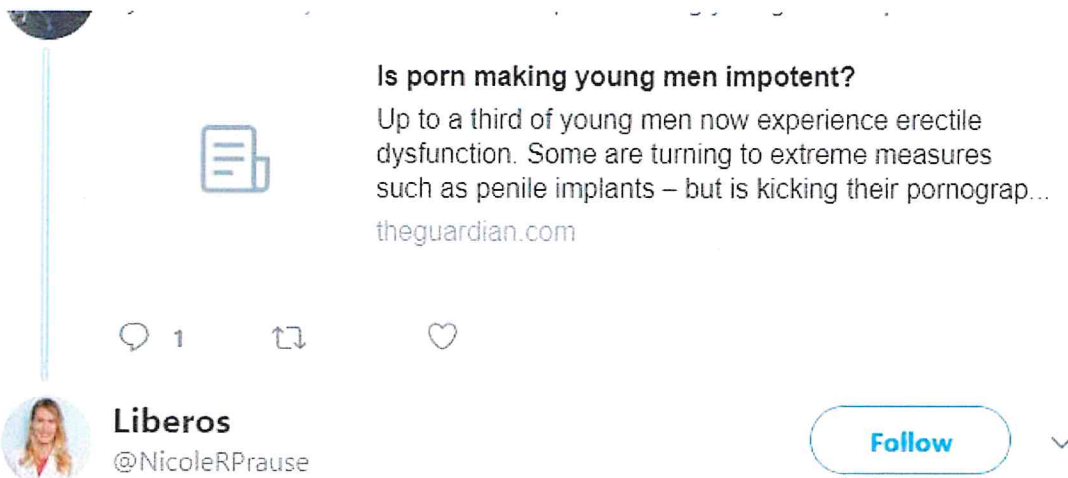 Is porn making young men impotent?
Up to a third of young men now experience erectile
dysfunction. Some are turning to extreme measures
such as penile implants – but is kicking their pornograp...
theguardian.com
1
Liberos
@NicoleRPrause
Follow